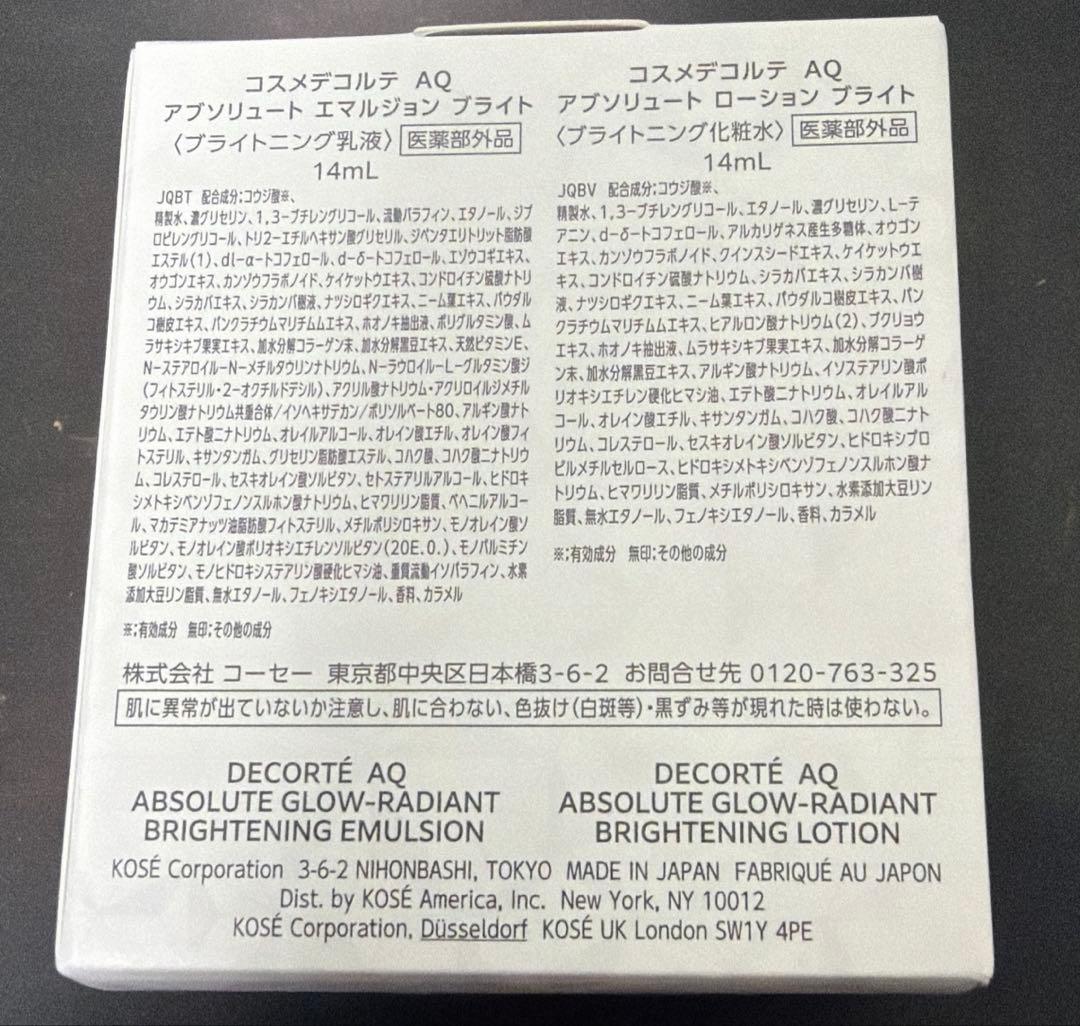 コスメデコルテ AQ
アブソリュート エマルジョン ブライト
〈ブライトニング乳液〉 医薬部外品
14mL
JQBT 配合成分;コウジ酸※、
精製水、濃グリセリン、1,3-ブチレングリコール、流動パラフィン、エタノール、ジプ
ロピレングリコール、トリ2-エチルヘキサン酸グリセリル、ジペンタエリトリット脂肪酸
エステル(1)、dl-α-トコフェロール、d-δ-トコフェロール、エゾウコギエキス、
オウゴンエキス、カンゾウフラボノイド、ケイケットウエキス、コンドロイチン硫酸ナトリ
ウム、シラカバエキス、シラカンバ樹液、ナツシロギクエキス、ニーム葉エキス、パウダル
コ樹皮エキス、パンクラチウムマリチムムエキス、ホオノキ抽出液、ポリグルタミン酸、ム
ラサキシキブ果実エキス、加水分解コラーゲン末、加水分解黒豆エキス、天然ビタミンE、
N-ステアロイル-N-メチルタウリンナトリウム、N-ラウロイル-L-グルタミン酸ジ
(フィトステリル・2-オクチルドデシル)、アクリル酸ナトリウム・アクリロイルジメチル
タウリン酸ナトリウム共重合体/イソヘキサデカン/ポリソルベート80、アルギン酸ナト
リウム、エデト酸二ナトリウム、オレイルアルコール、オレイン酸エチル、オレイン酸フィ
トステリル、キサンタンガム、グリセリン脂肪酸エステル、コハク酸、コハク酸二ナトリウ
ム、コレステロール、セスキオレイン酸ソルビタン、セトステアリルアルコール、ヒドロキ
シメトキシベンゾフェノンスルホン酸ナトリウム、ヒマワリリン脂質、ベヘニルアルコー
ル、マカデミアナッツ油脂肪酸フィトステリル、メチルポリシロキサン、モノオレイン酸ソ
ルビタン、モノオレイン酸ポリオキシエチレンソルビタン(20E.O.)、モノパルミチン
酸ソルビタン、モノヒドロキシステアリン酸硬化ヒマシ油、重質流動イソパラフィン、水素
添加大豆リン脂質、無水エタノール、フェノキシエタノール、香料、カラメル
※;有効成分 無印;その他の成分
コスメデコルテ AQ
アブソリュート ローション ブライト
〈ブライトニング化粧水〉 医薬部外品
14mL
JQBV 配合成分;コウジ酸※、
精製水、1,3-ブチレングリコール、エタノール、濃グリセリン、L-テ
アニン、d-δ-トコフェロール、アルカリゲネス産生多糖体、オウゴン
エキス、カンゾウフラボノイド、クインスシードエキス、ケイケットウエ
キス、コンドロイチン硫酸ナトリウム、シラカバエキス、シラカンバ樹
液、ナツシロギクエキス、ニーム葉エキス、パウダルコ樹皮エキス、パン
クラチウムマリチムムエキス、ヒアルロン酸ナトリウム(2)、ブクリョウ
エキス、ホオノキ抽出液、ムラサキシキブ果実エキス、加水分解コラーゲ
ン末、加水分解黒豆エキス、アルギン酸ナトリウム、イソステアリン酸ポ
リオキシエチレン硬化ヒマシ油、エデト酸二ナトリウム、オレイルアル
コール、オレイン酸エチル、キサンタンガム、コハク酸、コハク酸二ナト
リウム、コレステロール、セスキオレイン酸ソルビタン、ヒドロキシプロ
ピルメチルセルロース、ヒドロキシメトキシベンゾフェノンスルホン酸ナ
トリウム、ヒマワリリン脂質、メチルポリシロキサン、水素添加大豆リン
脂質、無水エタノール、フェノキシエタノール、香料、カラメル
※;有効成分 無印;その他の成分
株式会社 コーセー 東京都中央区日本橋3-6-2 お問合せ先 0120-763-325
肌に異常が出ていないか注意し、肌に合わない、色抜け(白斑等)・黒ずみ等が現れた時は使わない。
DECORTÉ AQ
ABSOLUTE GLOW-RADIANT
BRIGHTENING EMULSION
DECORTÉ AQ
ABSOLUTE GLOW-RADIANT
BRIGHTENING LOTION
KOSÉ Corporation 3-6-2 NIHONBASHI, TOKYO MADE IN JAPAN FABRIQUÉ AU JAPON
Dist. by KOSÉ America, Inc. New York, NY 10012
KOSÉ Corporation, Düsseldorf KOSÉ UK London SW1Y 4PE